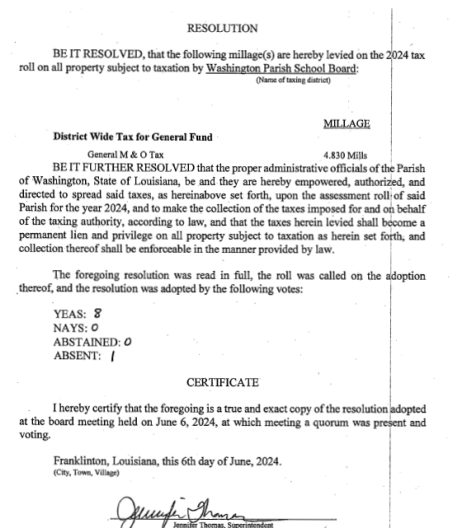 RESOLUTION
BE IT RESOLVED, that the following millage(s) are hereby levied on the 2024 tax
roll on all property subject to taxation by Washington Parish School Board:
(Name of taxing district)
MILLAGE
District Wide Tax for General Fund
General M & O Tax 4.830 Mills
BE IT FURTHER RESOLVED that the proper administrative officials of the Parish
of Washington, State of Louisiana, be and they are hereby empowered, authorized, and
directed to spread said taxes, as hereinabove set forth, upon the assessment roll of said
Parish for the year 2024, and to make the collection of the taxes imposed for and on behalf
of the taxing authority, according to law, and that the taxes herein levied shall become a
permanent lien and privilege on all property subject to taxation as herein set forth, and
collection thereof shall be enforceable in the manner provided by law.
The foregoing resolution was read in full, the roll was called on the adoption
thereof, and the resolution was adopted by the following votes:
YEAS: 8
NAYS: 0
ABSTAINED: 0
ABSENT: 1
CERTIFICATE
I hereby certify that the foregoing is a true and exact copy of the resolution adopted
at the board meeting held on June 6, 2024, at which meeting a quorum was present and
voting.
Franklinton, Louisiana, this 6th day of June, 2024.
(City, Town, Village)
Jennifer Thomas
Jennifer Thomas, Superintendent